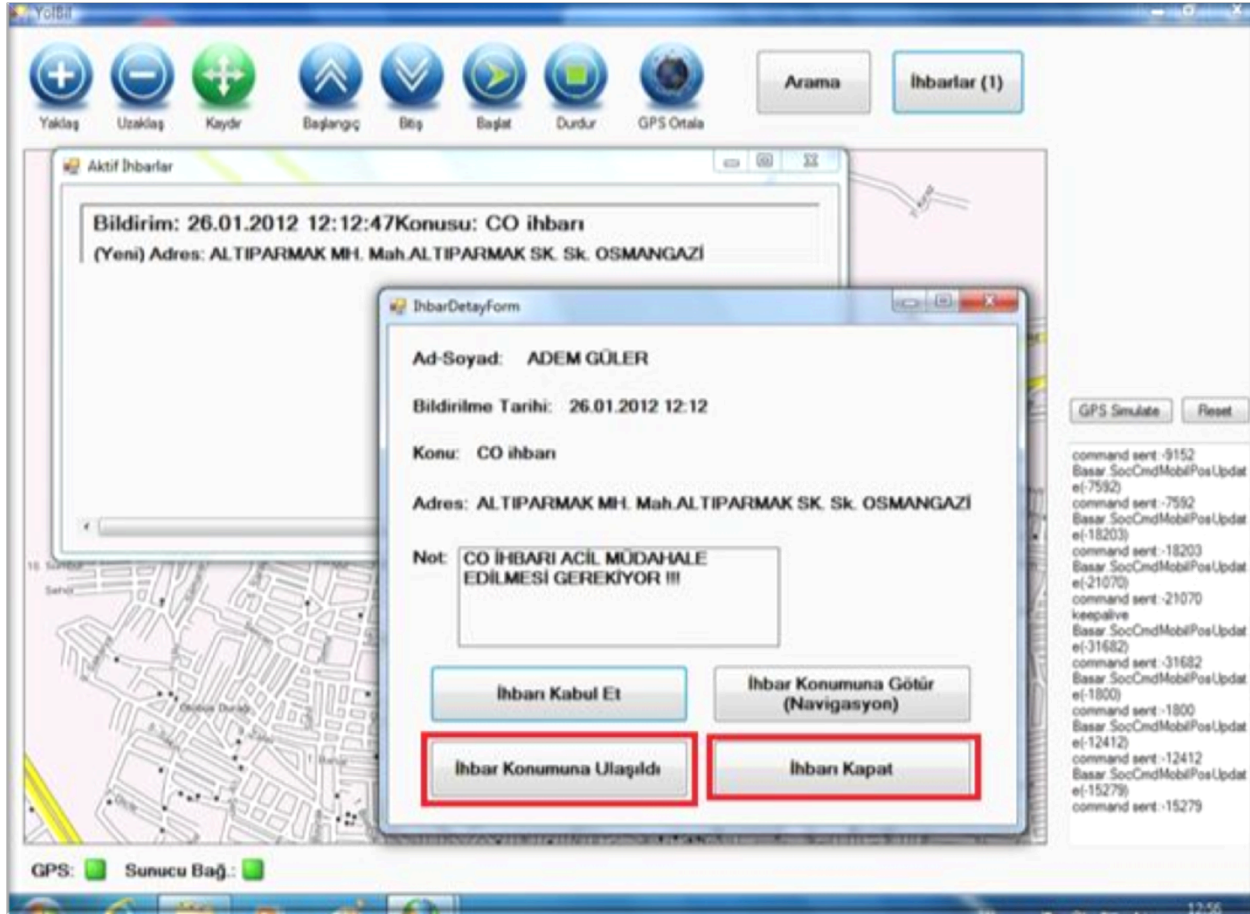 YolBil
Yaklaş
Uzaklaş
Kaydır
Başlangıç
Bitiş
Başlat
Durdur
GPS Ortala
Arama
İhbarlar (1)
Aktif İhbarlar
Bildirim: 26.01.2012 12:12:47Konusu: CO ihbarı
(Yeni) Adres: ALTIPARMAK MH. Mah.ALTIPARMAK SK. Sk. OSMANGAZİ
IhbarDetayForm
Ad-Soyad: ADEM GÜLER
Bildirilme Tarihi: 26.01.2012 12:12
Konu: CO ihbarı
Adres: ALTIPARMAK MH. Mah.ALTIPARMAK SK. Sk. OSMANGAZİ
Not: CO İHBARI ACİL MÜDAHALE
EDİLMESİ GEREKİYOR !!!
İhbarı Kabul Et
İhbar Konumuna Götür
(Navigasyon)
İhbar Konumuna Ulaşıldı
İhbarı Kapat
GPS Simulate
Reset
command sent:-9152
Basar.SocCmdMobilPosUpdat
e(-7592)
command sent:-7592
Basar.SocCmdMobilPosUpdat
e(-18203)
command sent:-18203
Basar.SocCmdMobilPosUpdat
e(-21070)
command sent:-21070
keepalive
Basar.SocCmdMobilPosUpdat
e(-31682)
command sent:-31682
Basar.SocCmdMobilPosUpdat
e(-1800)
command sent:-1800
Basar.SocCmdMobilPosUpdat
e(-12412)
command sent:-12412
Basar.SocCmdMobilPosUpdat
e(-15279)
command sent:-15279
Otobüs Durağı
GPS:
Sunucu Bağ.:
12:56